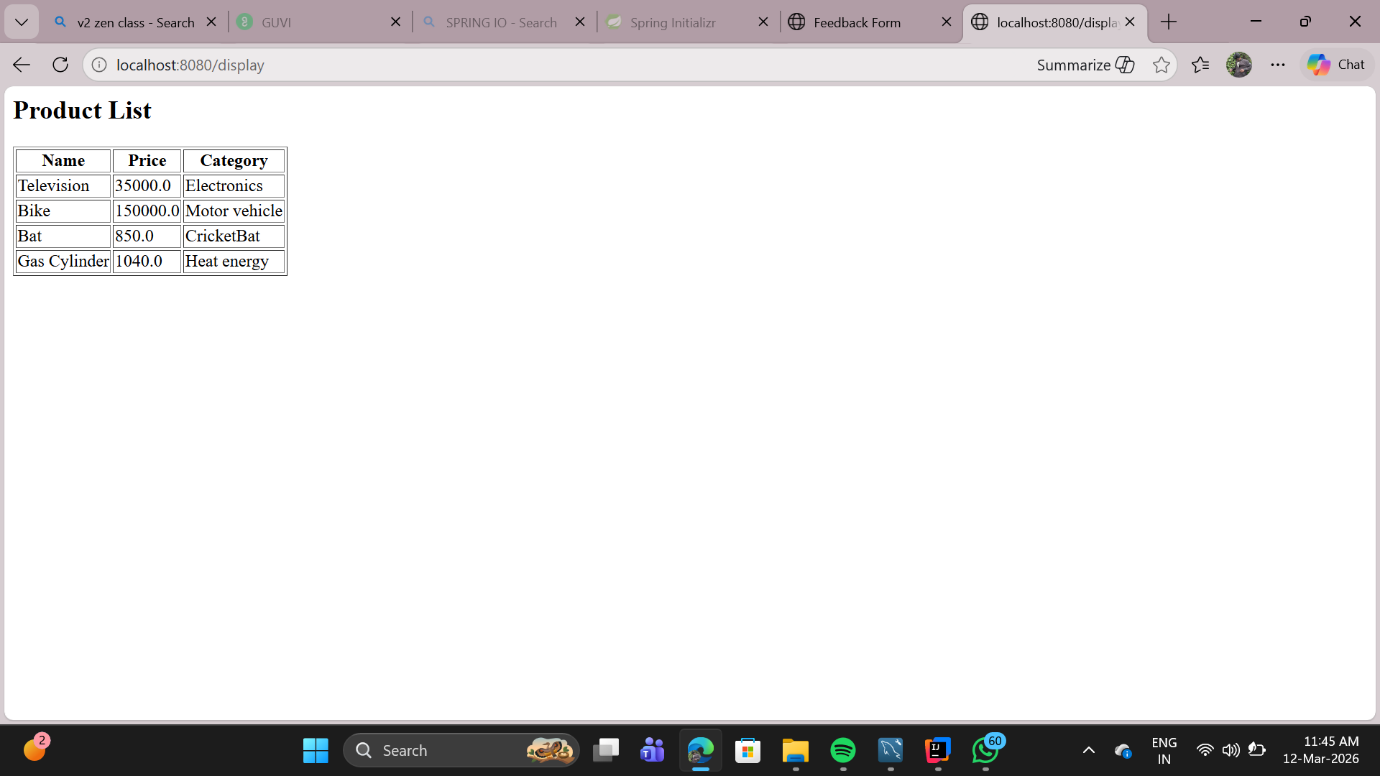 v2 zen class - Search
GUVI
SPRING IO - Search
Spring Initializr
Feedback Form
localhost:8080/displa
localhost:8080/display
Summarize
Chat
Product List
Name Price Category
Television 35000.0 Electronics
Bike 150000.0 Motor vehicle
Bat 850.0 CricketBat
Gas Cylinder 1040.0 Heat energy
2
Search
60
ENG
IN
11:45 AM
12-Mar-2026